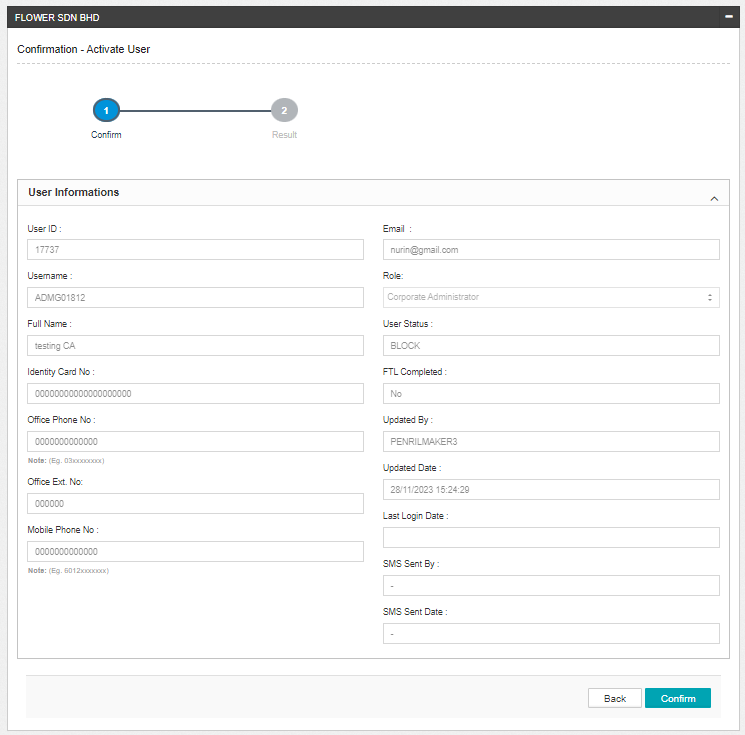 FLOWER SDN BHD
Confirmation - Activate User
1
2
Confirm
Result
User Informations
User ID :
17737
Username :
ADMG01812
Full Name :
testing CA
Identity Card No :
00000000000000000000
Office Phone No :
0000000000000
Note: (Eg. 03xxxxxxxx)
Office Ext. No:
000000
Mobile Phone No :
0000000000000
Note: (Eg. 6012xxxxxxx)
Email :
nurin@gmail.com
Role:
Corporate Administrator
User Status :
BLOCK
FTL Completed :
No
Updated By :
PENRILMAKER3
Updated Date :
28/11/2023 15:24:29
Last Login Date :
SMS Sent By :
-
SMS Sent Date :
-
Back
Confirm